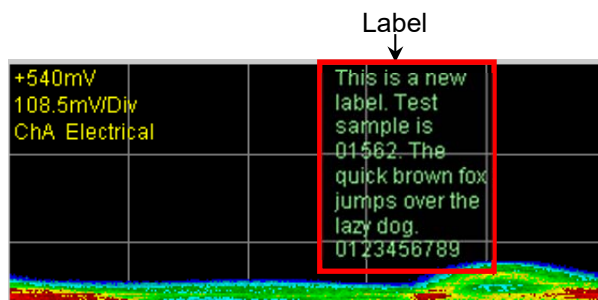 Label
+540mV
108.5mV/Div
ChA Electrical
This is a new
label. Test
sample is
01562. The
quick brown fox
jumps over the
lazy dog.
0123456789